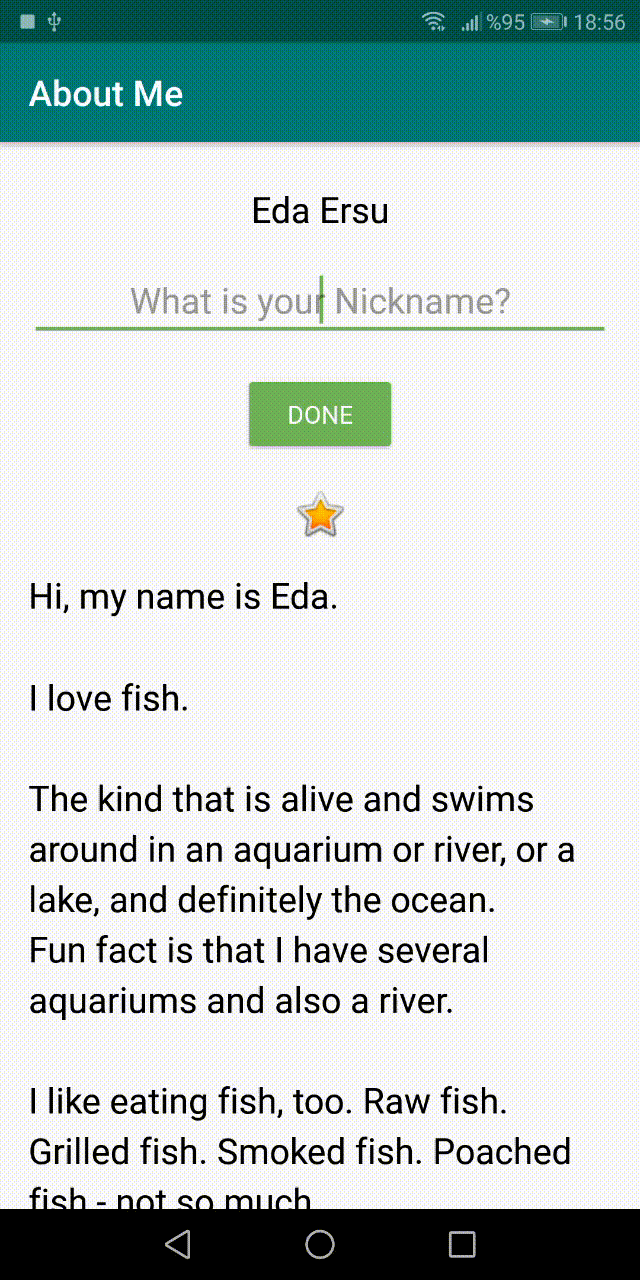 %95 18:56
About Me
Eda Ersu
What is your Nickname?
DONE
Hi, my name is Eda.
I love fish.
The kind that is alive and swims
around in an aquarium or river, or a
lake, and definitely the ocean.
Fun fact is that I have several
aquariums and also a river.
I like eating fish, too. Raw fish.
Grilled fish. Smoked fish. Poached
fish - not so much